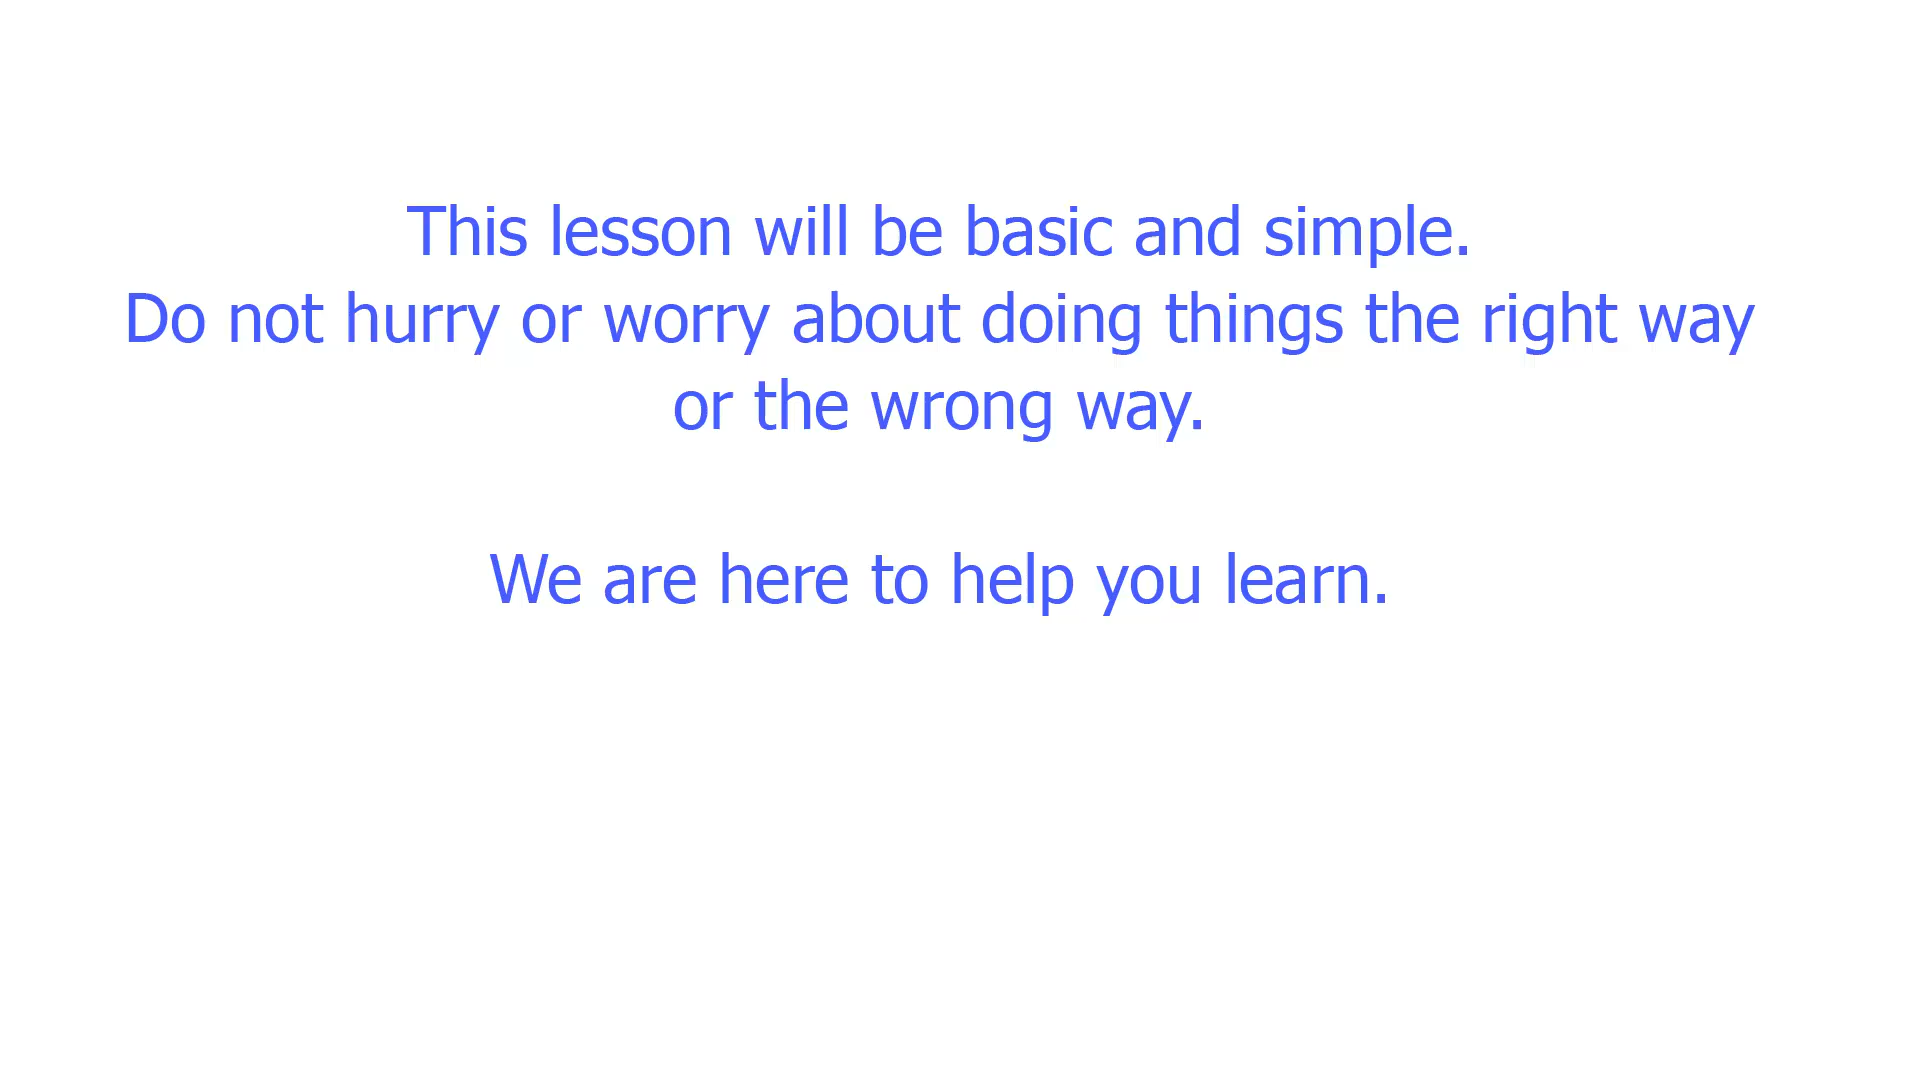 This lesson will be basic and simple.
Do not hurry or worry about doing things the right way
or the wrong way.
We are here to help you learn.